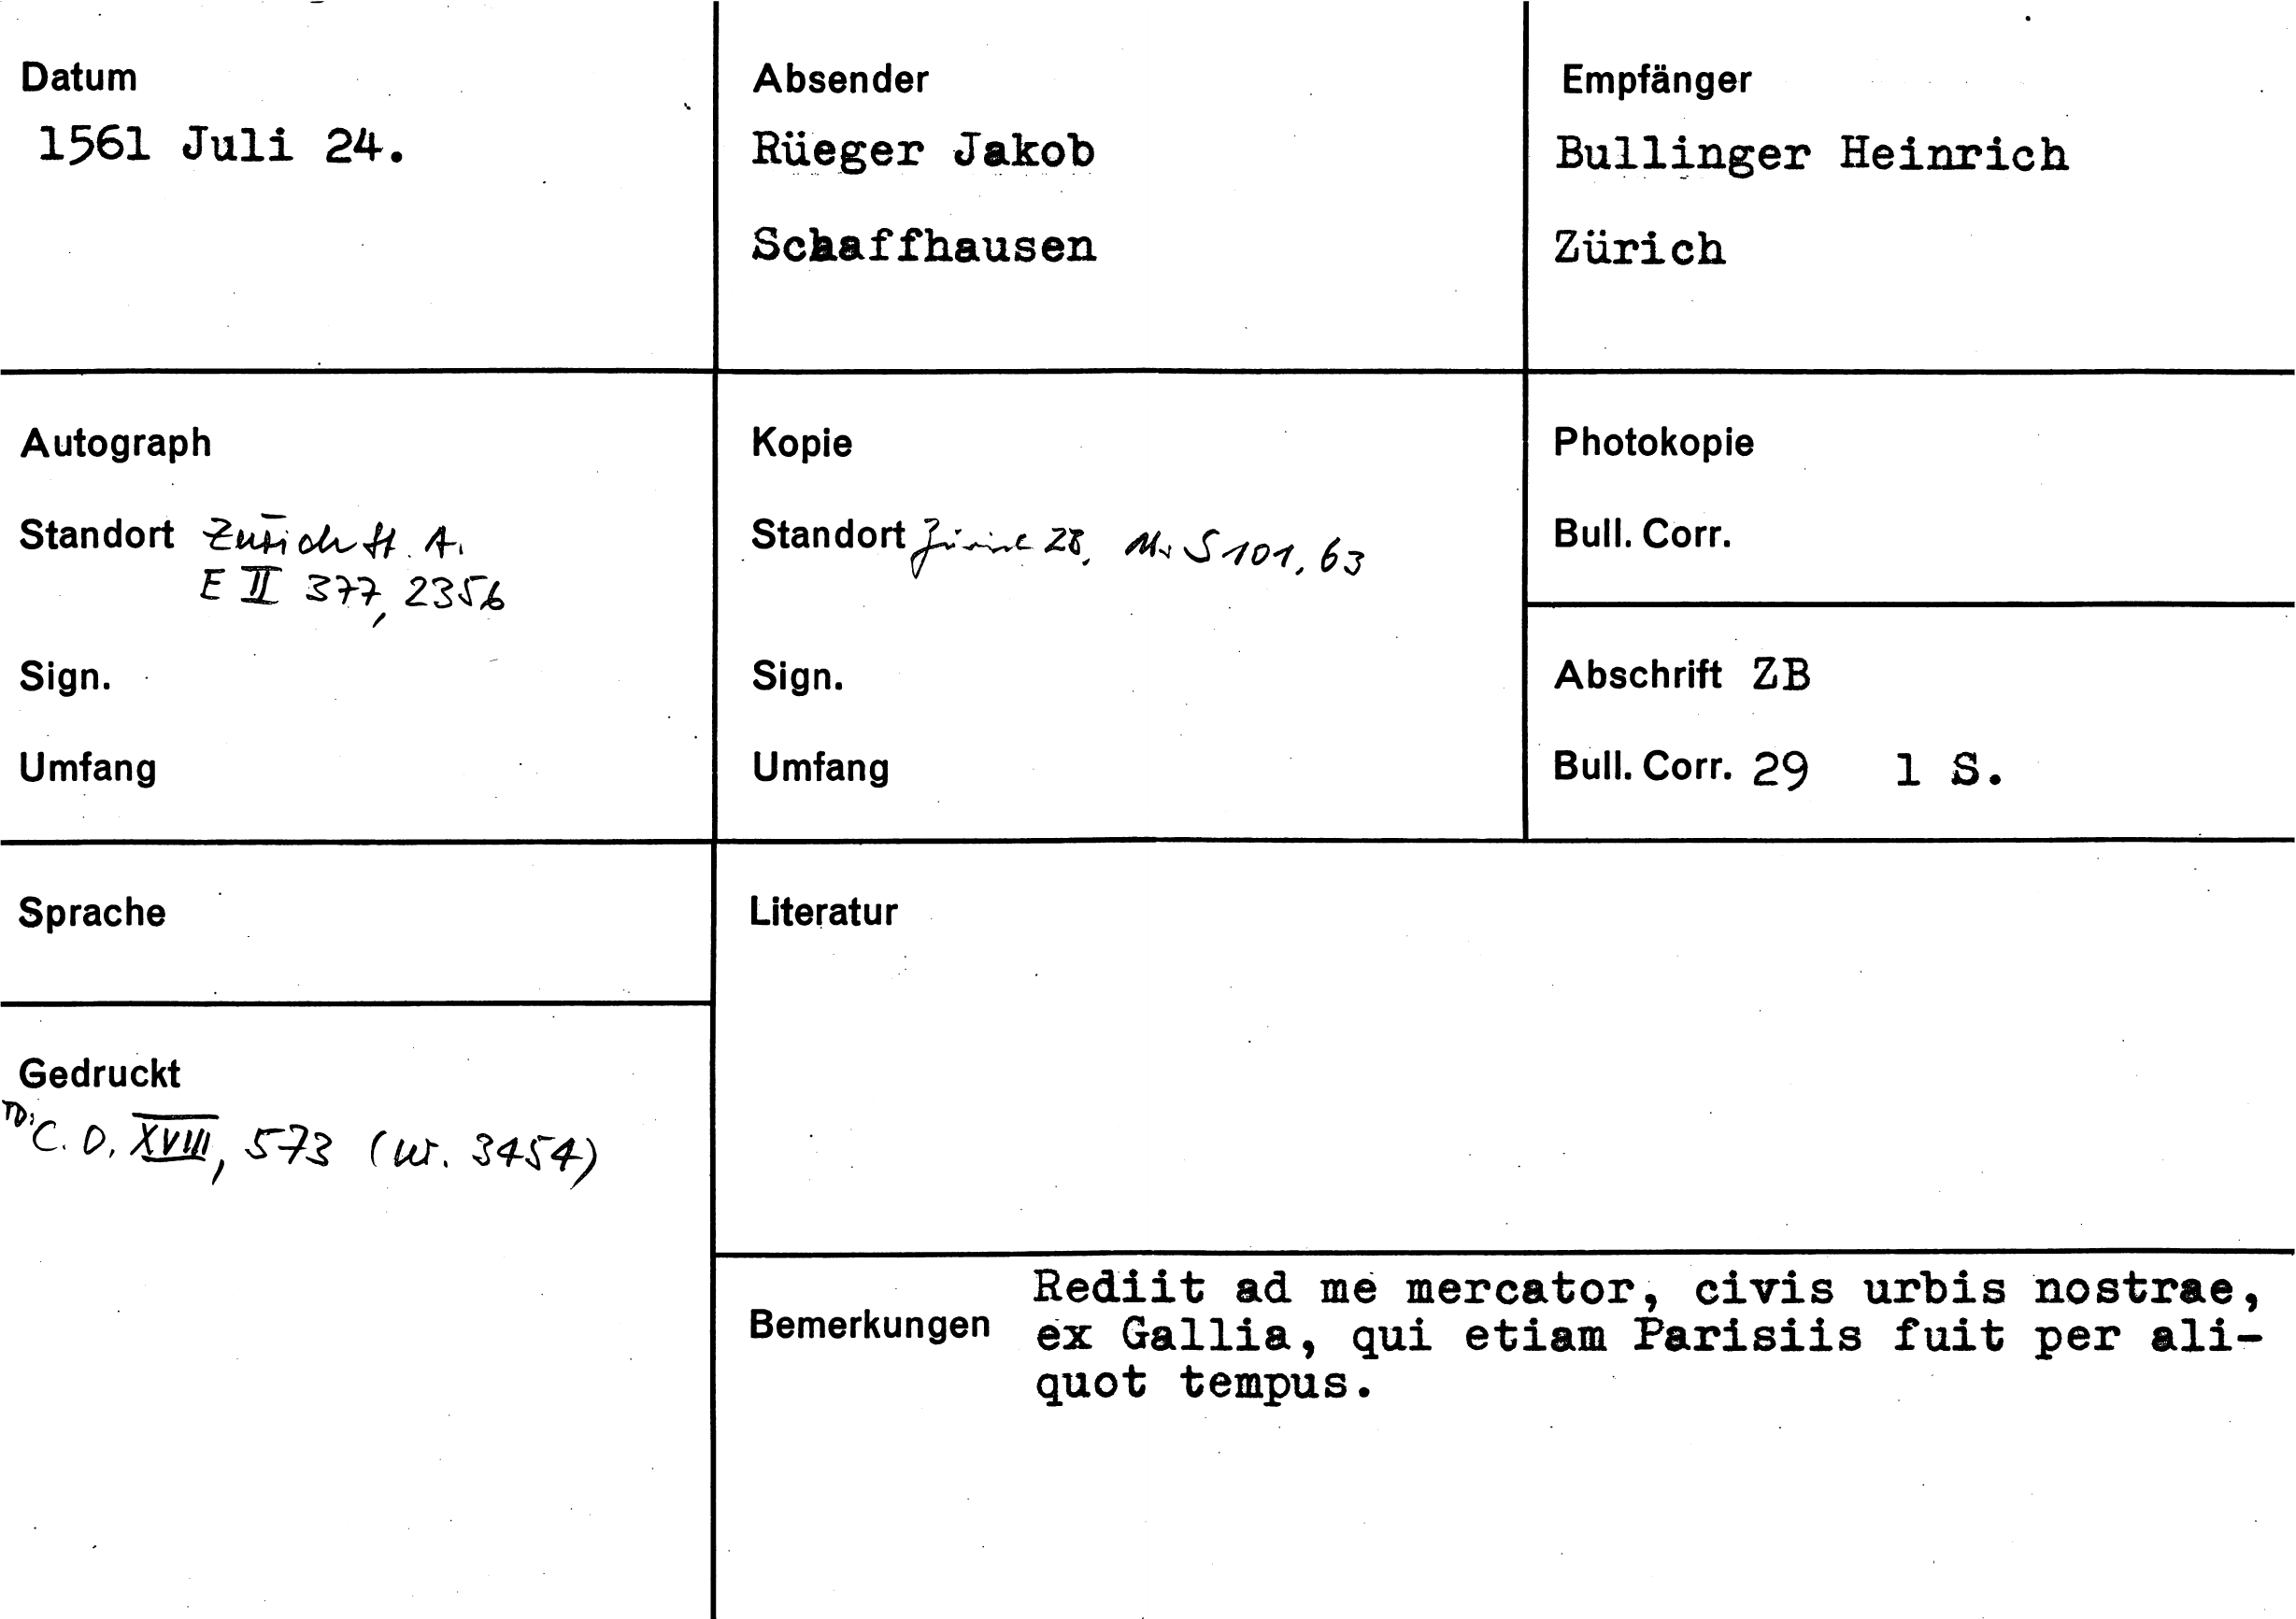 Datum
1561 Juli 24.
Absender
Rüeger Jakob
Schaffhausen
Empfänger
Bullinger Heinrich
Zürich
Autograph
Standort Zürich St. A.
E II 377, 2356
Sign.
Umfang
Kopie
Standort Zürich ZB, Ms S 101, 63
Sign.
Umfang
Photokopie
Bull. Corr.
Abschrift ZB
Bull. Corr. 29 1 S.
Sprache
Gedruckt
C. O. XVIII, 573 (Nr. 3454)
Literatur
Bemerkungen
Rediit ad me mercator, civis urbis nostrae,
ex Gallia, qui etiam Parisiis fuit per ali-
quot tempus.